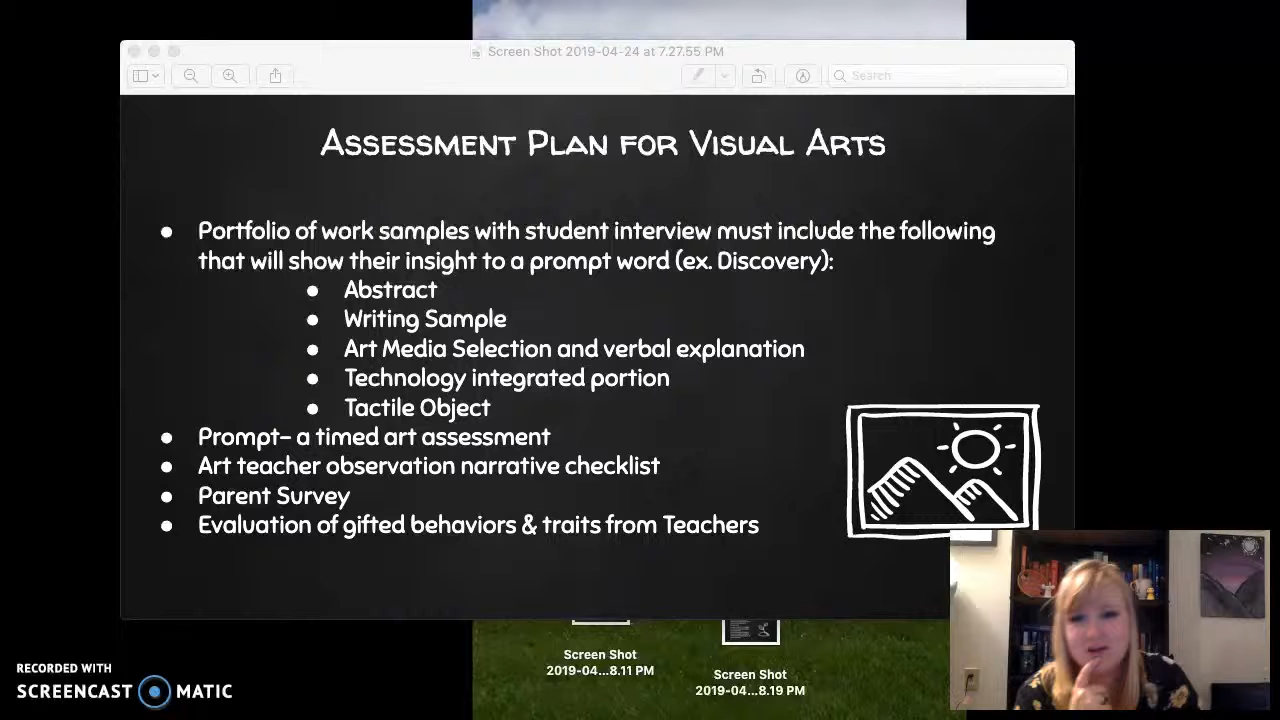 Screen Shot 2019-04-24 at 7.27.55 PM
Search
Assessment Plan for Visual Arts
● Portfolio of work samples with student interview must include the following
that will show their insight to a prompt word (ex. Discovery):
● Abstract
● Writing Sample
● Art Media Selection and verbal explanation
● Technology integrated portion
● Tactile Object
● Prompt- a timed art assessment
● Art teacher observation narrative checklist
● Parent Survey
● Evaluation of gifted behaviors & traits from Teachers
Screen Shot
2019-04...8.11 PM
Screen Shot
2019-04...8.19 PM
RECORDED WITH
SCREENCAST MATIC